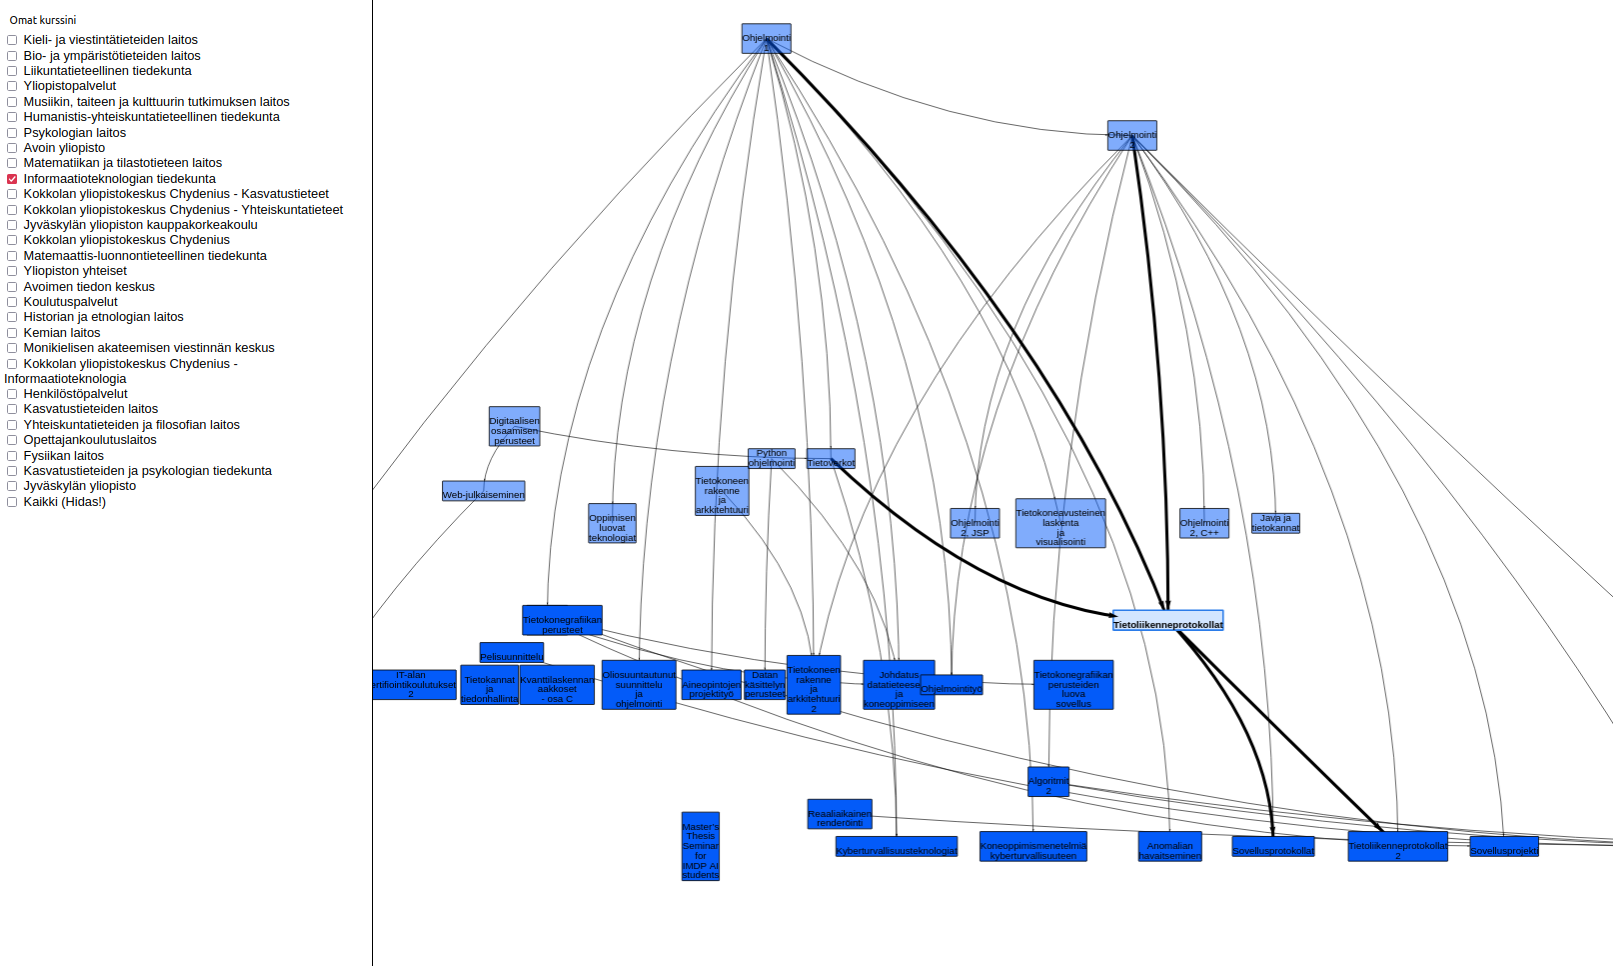 Omat kurssini
Kieli- ja viestintätieteiden laitos
Bio- ja ympäristötieteiden laitos
Liikuntatieteellinen tiedekunta
Yliopistopalvelut
Musiikin, taiteen ja kulttuurin tutkimuksen laitos
Humanistis-yhteiskuntatieteellinen tiedekunta
Psykologian laitos
Avoin yliopisto
Matematiikan ja tilastotieteen laitos
Informaatioteknologian tiedekunta
Kokkolan yliopistokeskus Chydenius - Kasvatustieteet
Kokkolan yliopistokeskus Chydenius - Yhteiskuntatieteet
Jyväskylän yliopiston kauppakorkeakoulu
Kokkolan yliopistokeskus Chydenius
Matemaattis-luonnontieteellinen tiedekunta
Yliopiston yhteiset
Avoimen tiedon keskus
Koulutuspalvelut
Historian ja etnologian laitos
Kemian laitos
Monikielisen akateemisen viestinnän keskus
Kokkolan yliopistokeskus Chydenius -
Informaatioteknologia
Henkilöstöpalvelut
Kasvatustieteiden laitos
Yhteiskuntatieteiden ja filosofian laitos
Opettajankoulutuslaitos
Fysiikan laitos
Kasvatustieteiden ja psykologian tiedekunta
Jyväskylän yliopisto
Kaikki (Hidas!)
Ohjelmointi
1
Ohjelmointi
2
Digitaalisen
osaamisen
perusteet
Python
ohjelmointi
Tietoverkot
Tietokoneen
rakenne
ja
arkkitehtuuri
Web-julkaiseminen
Oppimisen
luovat
teknologiat
Ohjelmointi
2, JSP
Tietokoneavusteinen
laskenta
ja
visualisointi
Ohjelmointi
2, C++
Java ja
tietokannat
Tietokonegrafiikan
perusteet
Tietoliikenneprotokollat
Pelisuunnittelu
IT-alan
ertifiointikoulutukset
2
Tietokannat
ja
tiedonhallinta
Kvanttilaskennan
aakkoset
- osa C
Oliosuuntautunut
suunnittelu
ja
ohjelmointi
Aineopintojen
projektityö
Datan
käsittelyn
perusteet
Tietokoneen
rakenne
ja
arkkitehtuuri
2
Johdatus
datatieteese
ja
koneoppimiseen
Ohjelmointityö
Tietokonegrafiikan
perusteiden
luova
sovellus
Algoritmit
2
Master's
Thesis
Seminar
for
IMDP AI
students
Reaaliaikainen
renderöinti
Kyberturvallisuusteknologiat
Koneoppimismenetelmiä
kyberturvallisuuteen
Anomalian
havaitseminen
Sovellusprotokollat
Tietoliikenneprotokollat
2
Sovellusprojekti